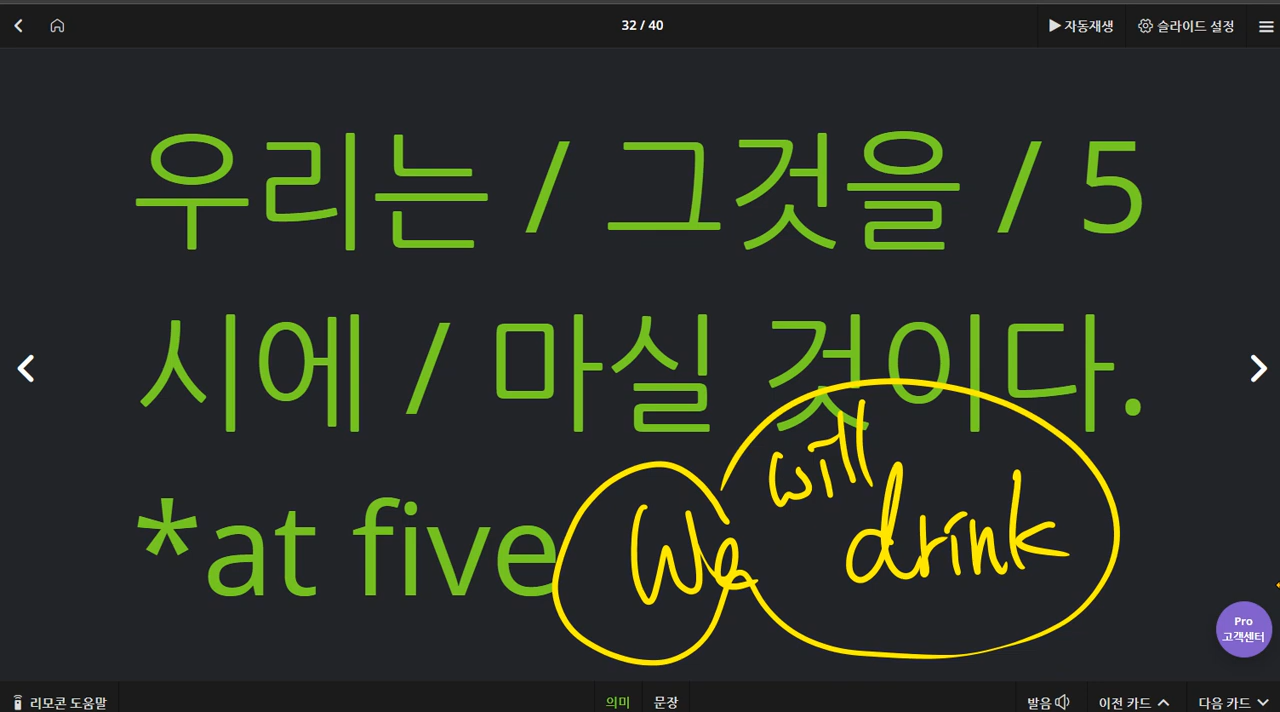 32 / 40
자동재생
슬라이드 설정
우리는 / 그것을 / 5
시에 / 마실 것이다.
*at five
We will drink
Pro
고객센터
리모콘 도움말
의미
문장
발음
이전 카드
다음 카드